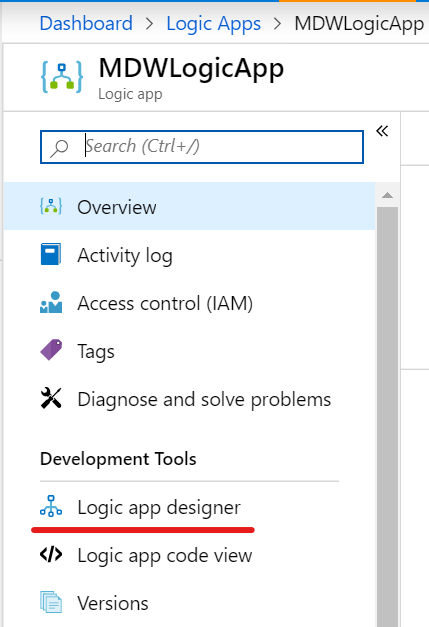 Dashboard > Logic Apps > MDWLogicApp
MDWLogicApp
Logic app
Search (Ctrl+/)
«
Overview
Activity log
Access control (IAM)
Tags
Diagnose and solve problems
Development Tools
Logic app designer
Logic app code view
Versions